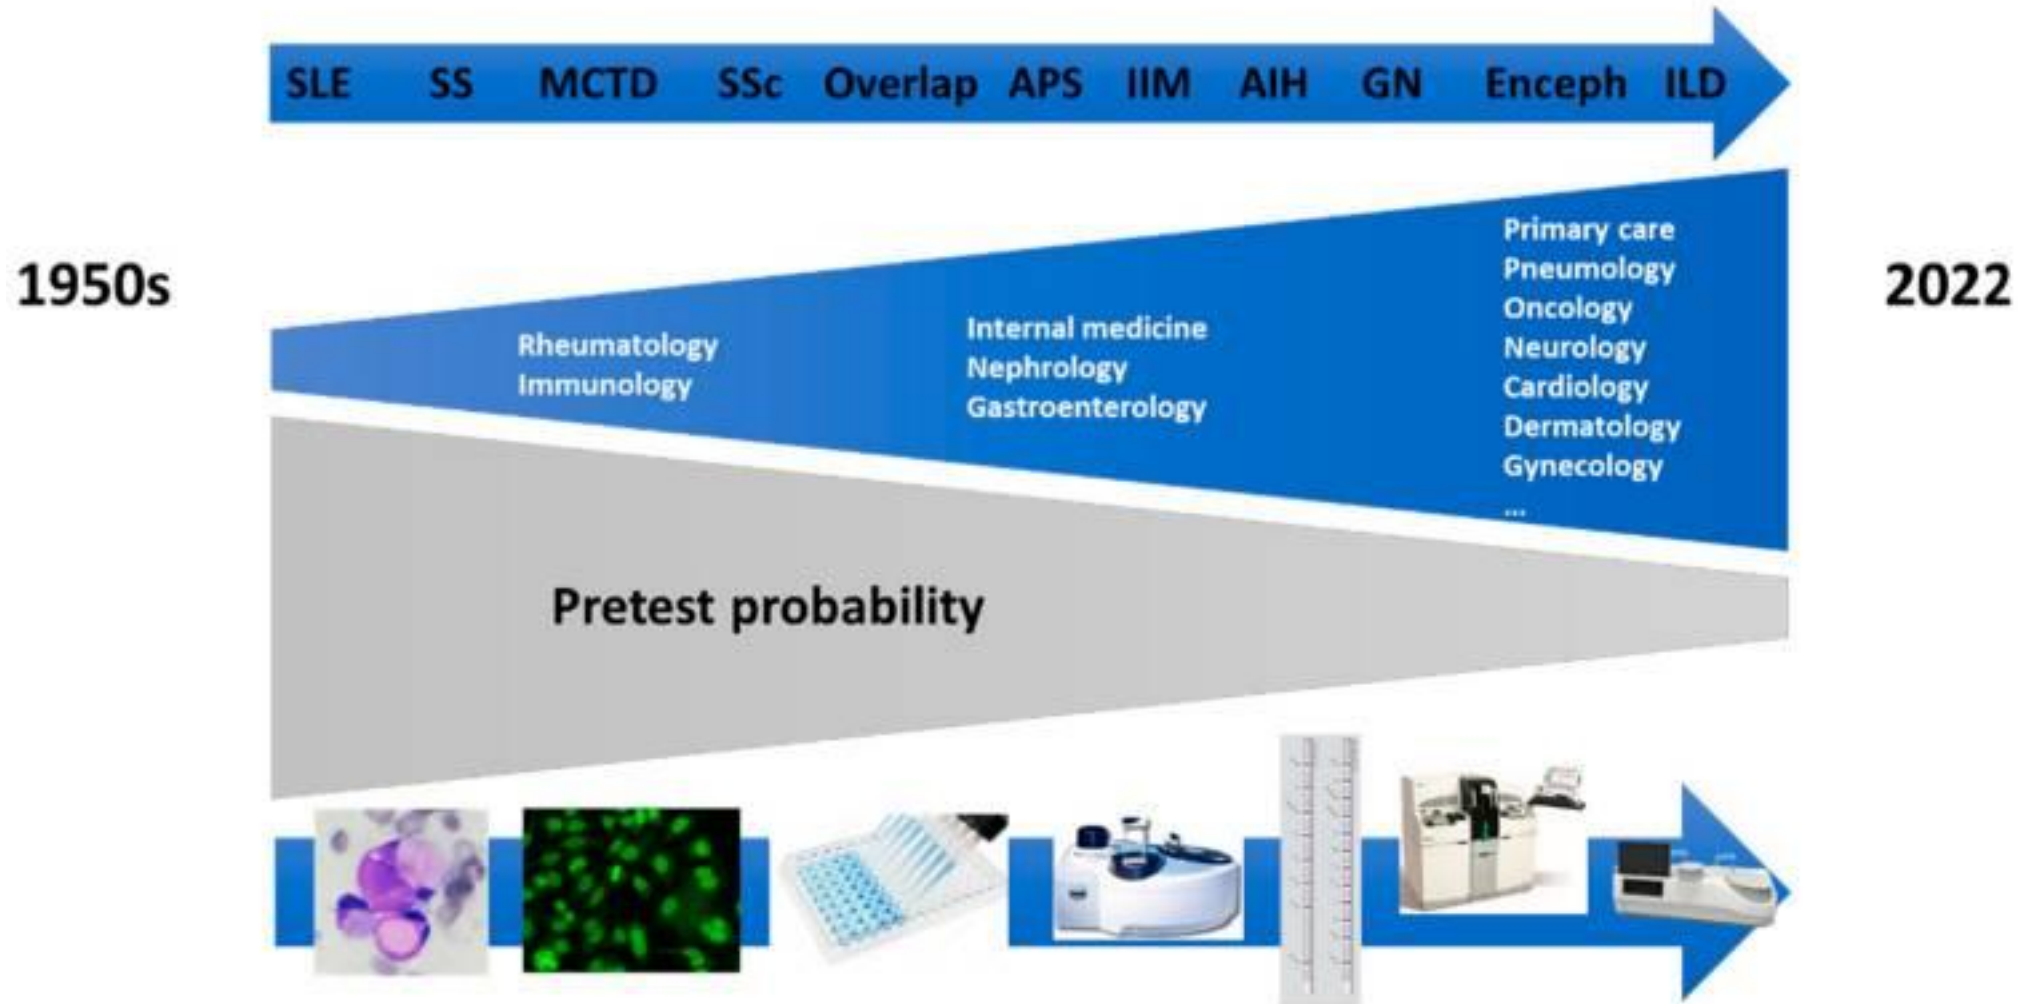 SLE SS MCTD SSc Overlap APS IIM AIH GN Enceph ILD
1950s
2022
Rheumatology
Immunology
Internal medicine
Nephrology
Gastroenterology
Primary care
Pneumology
Oncology
Neurology
Cardiology
Dermatology
Gynecology
...
Pretest probability